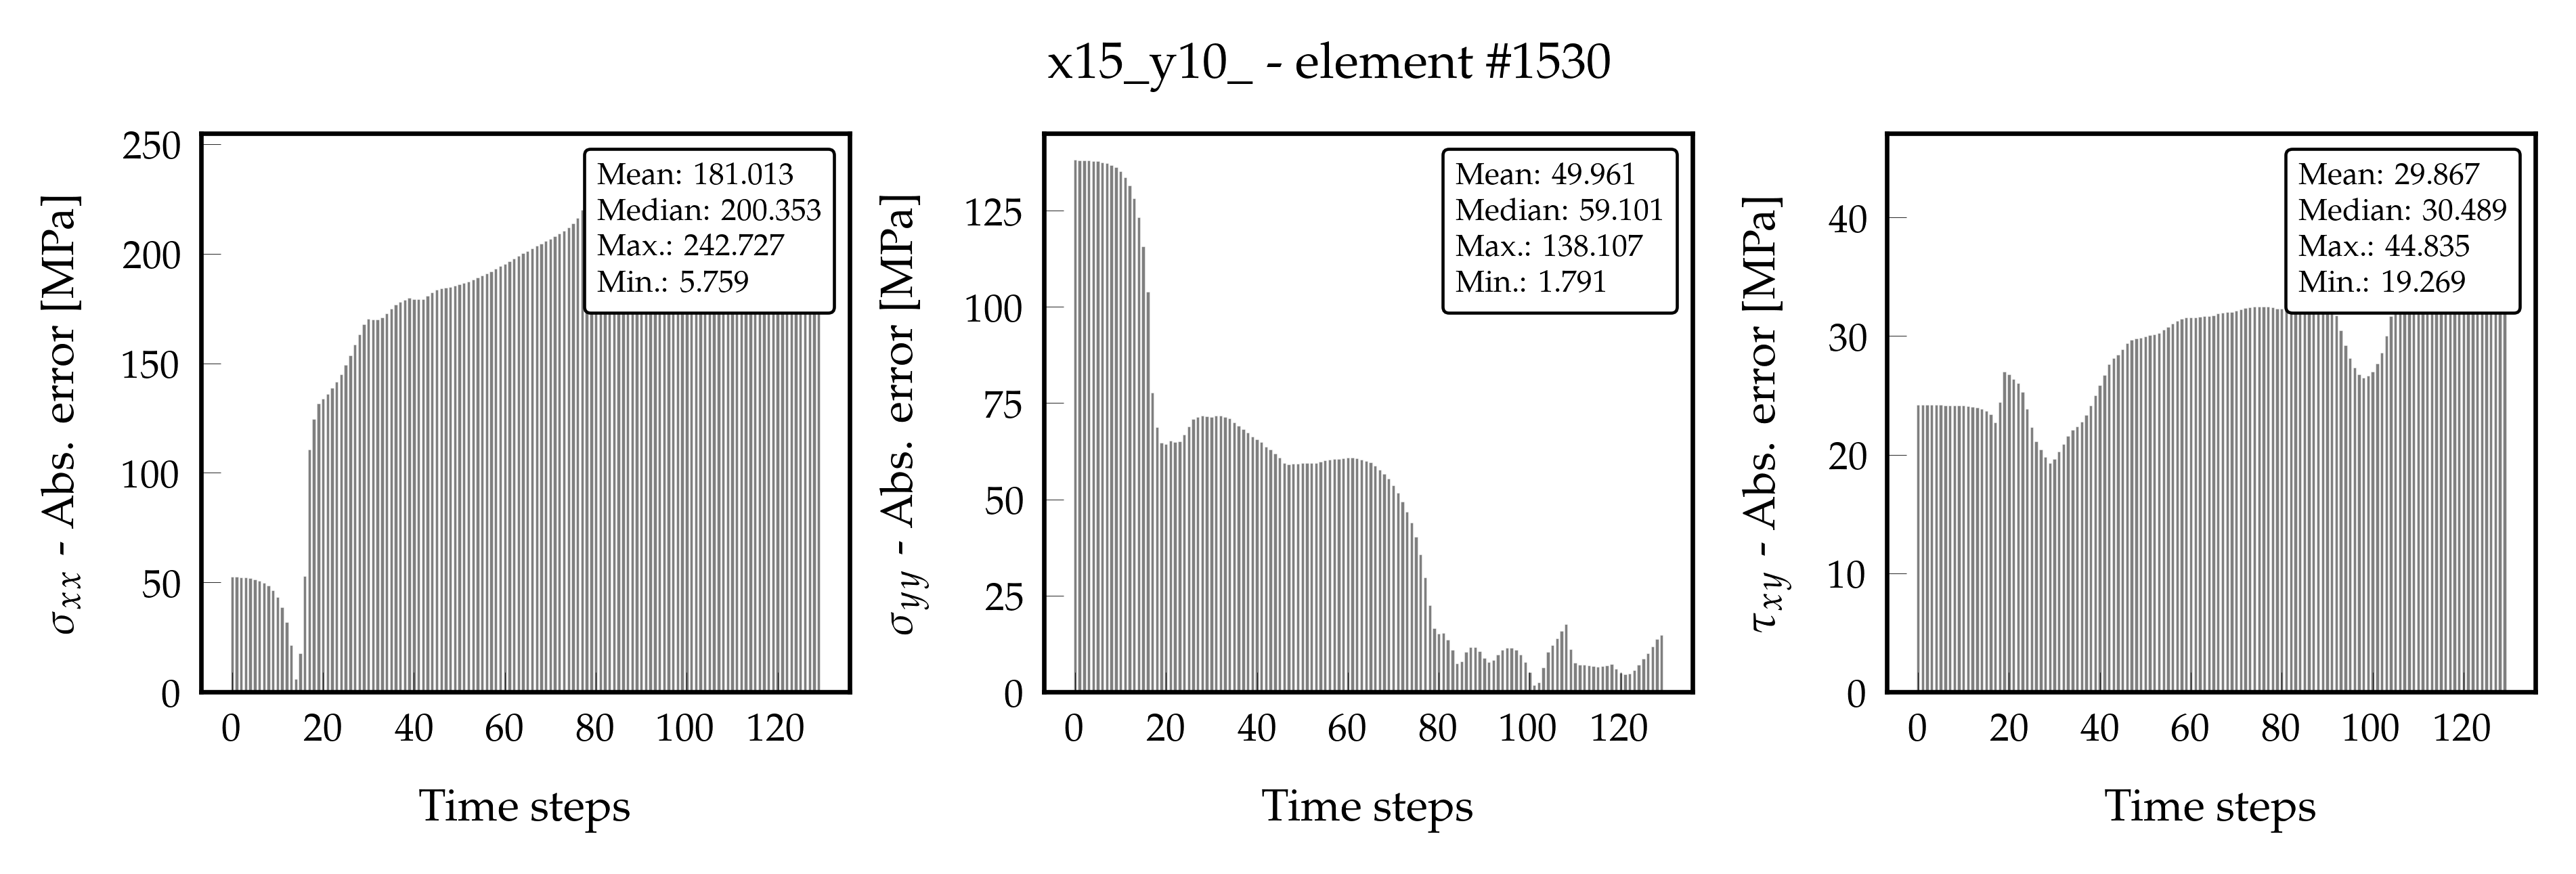 x15_y10_ - element #1530
σxx - Abs. error [MPa]
250
200
150
100
50
0
Mean: 181.013
Median: 200.353
Max.: 242.727
Min.: 5.759
0 20 40 60 80 100 120
Time steps
σyy - Abs. error [MPa]
125
100
75
50
25
0
Mean: 49.961
Median: 59.101
Max.: 138.107
Min.: 1.791
0 20 40 60 80 100 120
Time steps
τxy - Abs. error [MPa]
40
30
20
10
0
Mean: 29.867
Median: 30.489
Max.: 44.835
Min.: 19.269
0 20 40 60 80 100 120
Time steps